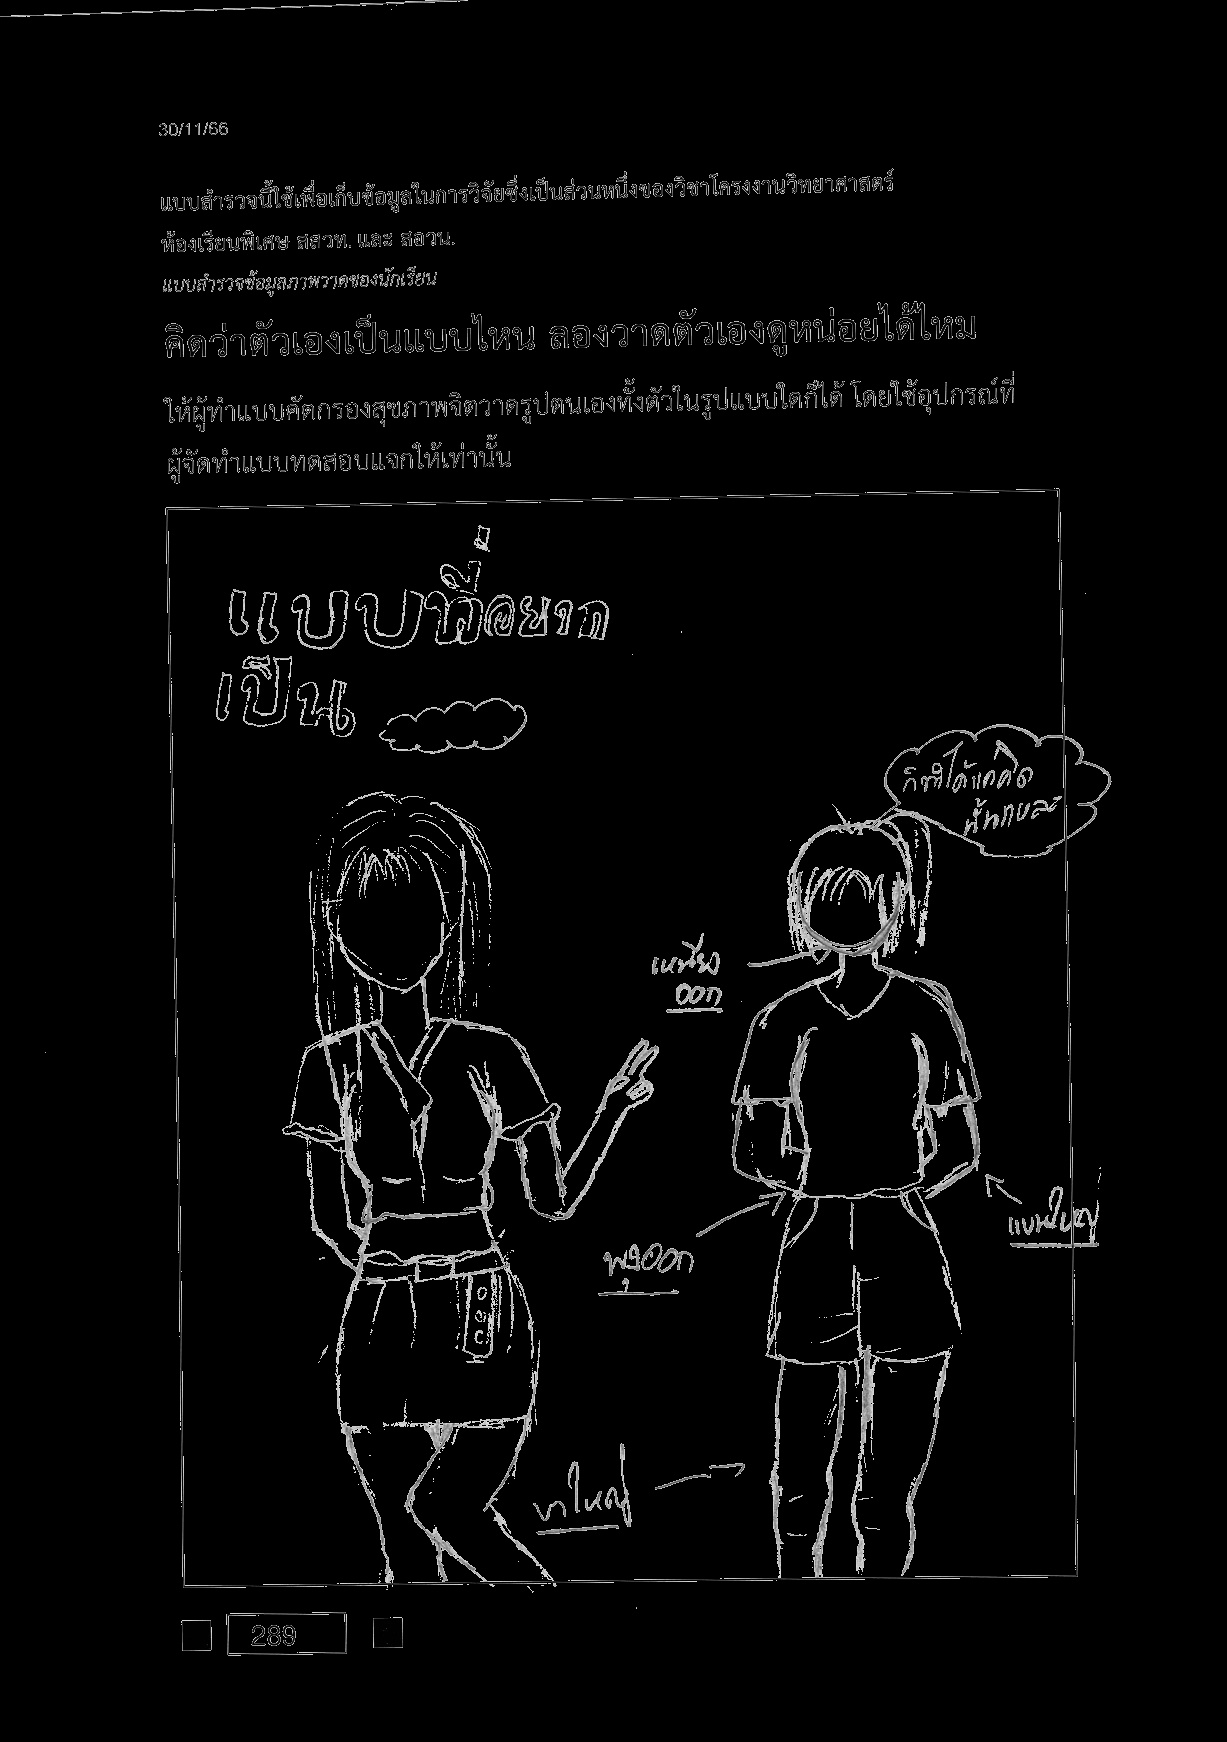 30/11/66
แบบสำรวจนี้ใช้เพื่อเก็บข้อมูลในการวิจัยซึ่งเป็นส่วนหนึ่งของวิชาโครงงานวิทยาศาสตร์
ห้องเรียนพิเศษ สสวท. และ สอวน.
แบบสำรวจข้อมูลภาพวาดของนักเรียน
คิดว่าตัวเองเป็นแบบไหน ลองวาดตัวเองดูหน่อยได้ไหม
ให้ผู้ทำแบบคัดกรองสุขภาพจิตวาดรูปตนเองทั้งตัวในรูปแบบใดก็ได้ โดยใช้อุปกรณ์ที่
ผู้จัดทำแบบทดสอบแจกให้เท่านั้น
แบบที่อยาก
เป็น
ก็ทำได้แค่คิด
เหนียง
ออก
แขนใหญ่
พุงออก
ขาใหญ่
289